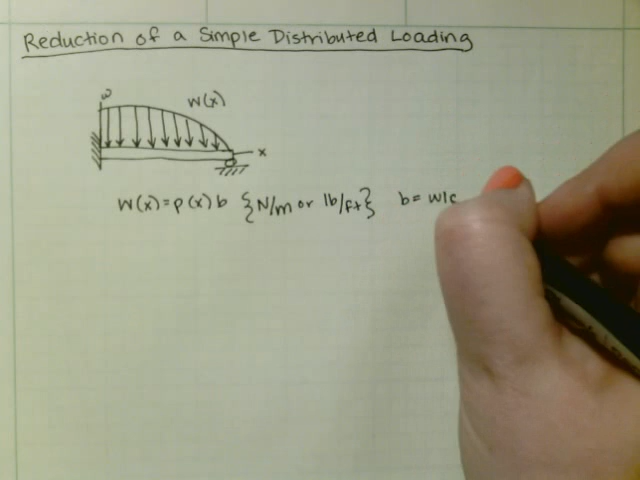 Reduction of a Simple Distributed Loading
w
w(x)
x
w(x)=p(x)b {N/m or lb/ft} b=